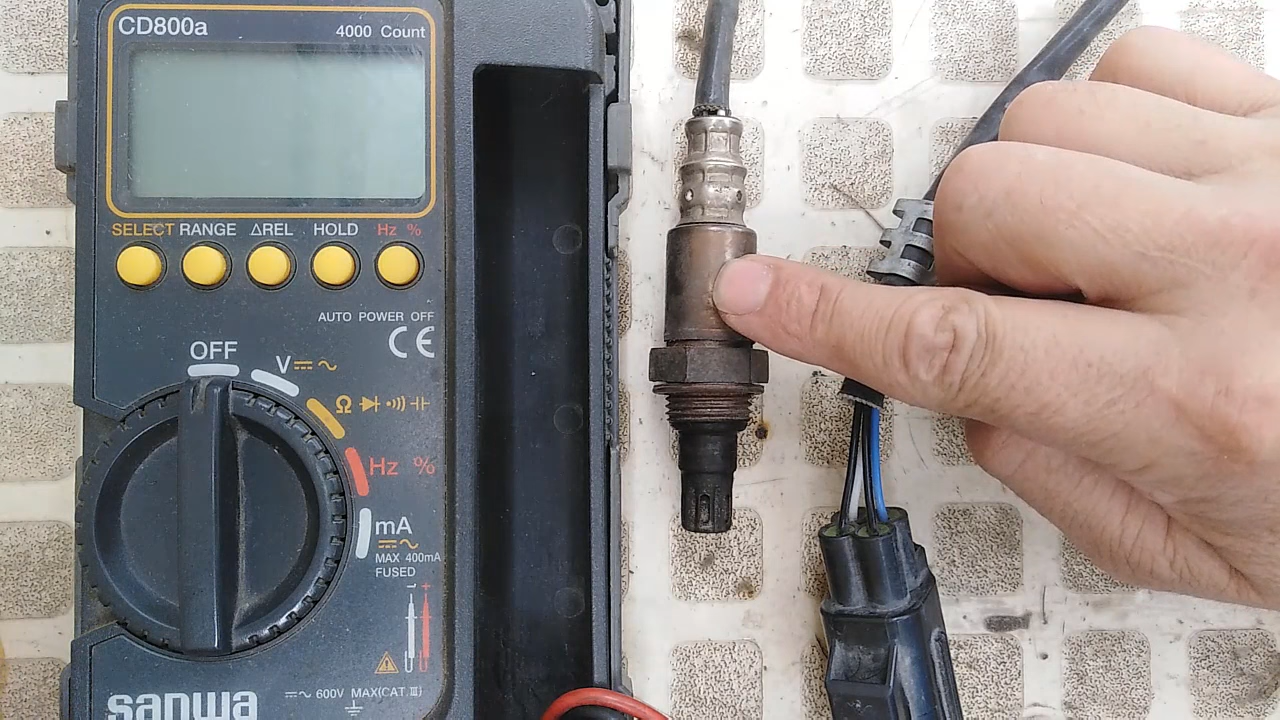 CD800a 4000 Count
SELECT RANGE ΔREL HOLD Hz %
AUTO POWER OFF
CE
OFF
V
Ω
Hz %
mA
MAX 400mA
FUSED
sanwa
600V MAX(CAT.Ⅲ)